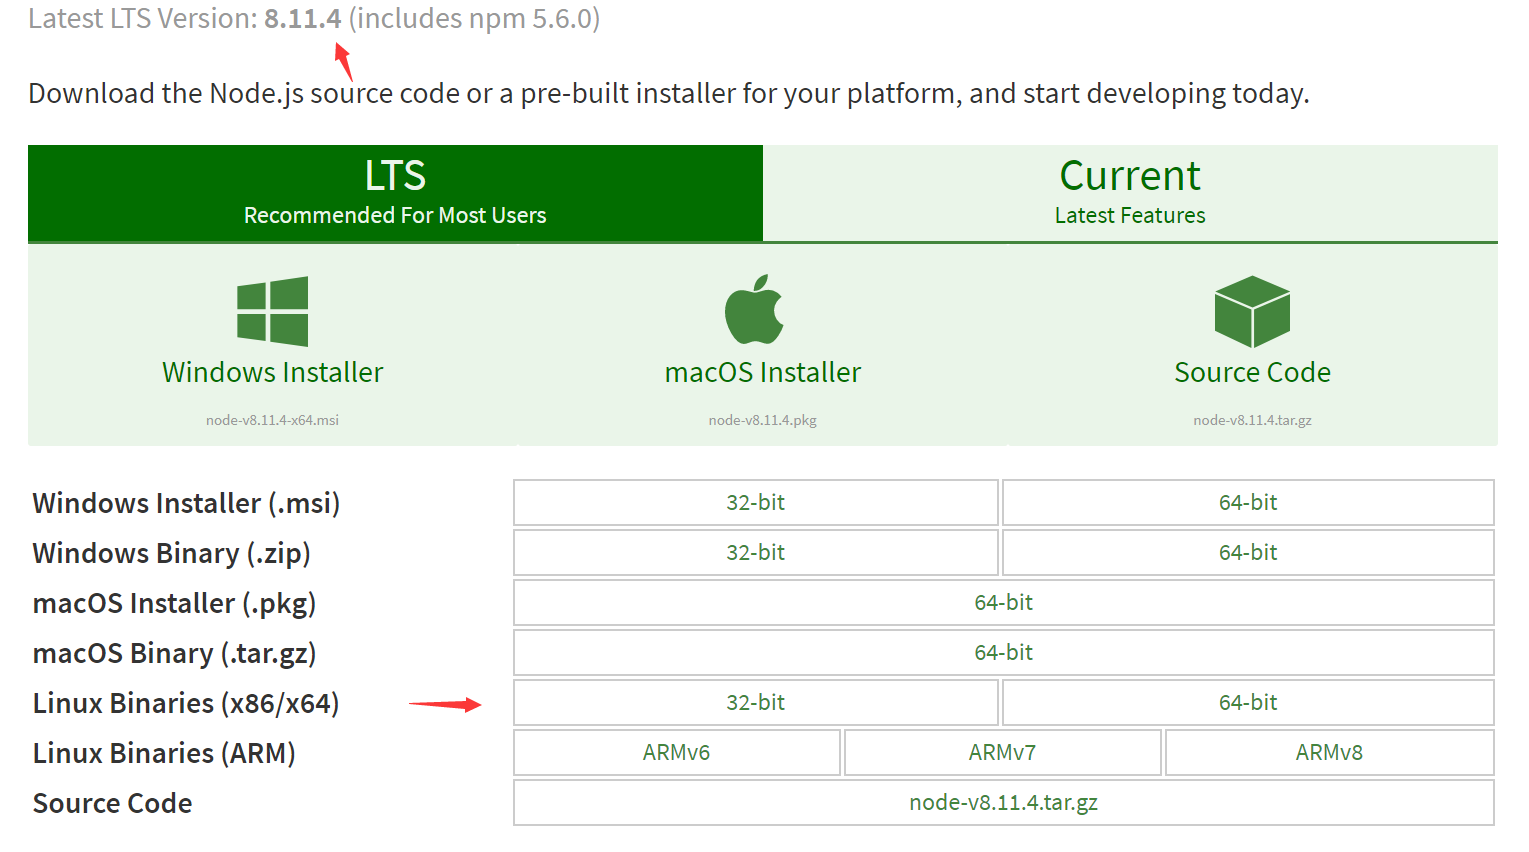 Latest LTS Version: 8.11.4 (includes npm 5.6.0)
Download the Node.js source code or a pre-built installer for your platform, and start developing today.
LTS
Recommended For Most Users
Current
Latest Features
Windows Installer
node-v8.11.4-x64.msi
macOS Installer
node-v8.11.4.pkg
Source Code
node-v8.11.4.tar.gz
Windows Installer (.msi) 32-bit 64-bit
Windows Binary (.zip) 32-bit 64-bit
macOS Installer (.pkg) 64-bit
macOS Binary (.tar.gz) 64-bit
Linux Binaries (x86/x64) 32-bit 64-bit
Linux Binaries (ARM) ARMv6 ARMv7 ARMv8
Source Code node-v8.11.4.tar.gz